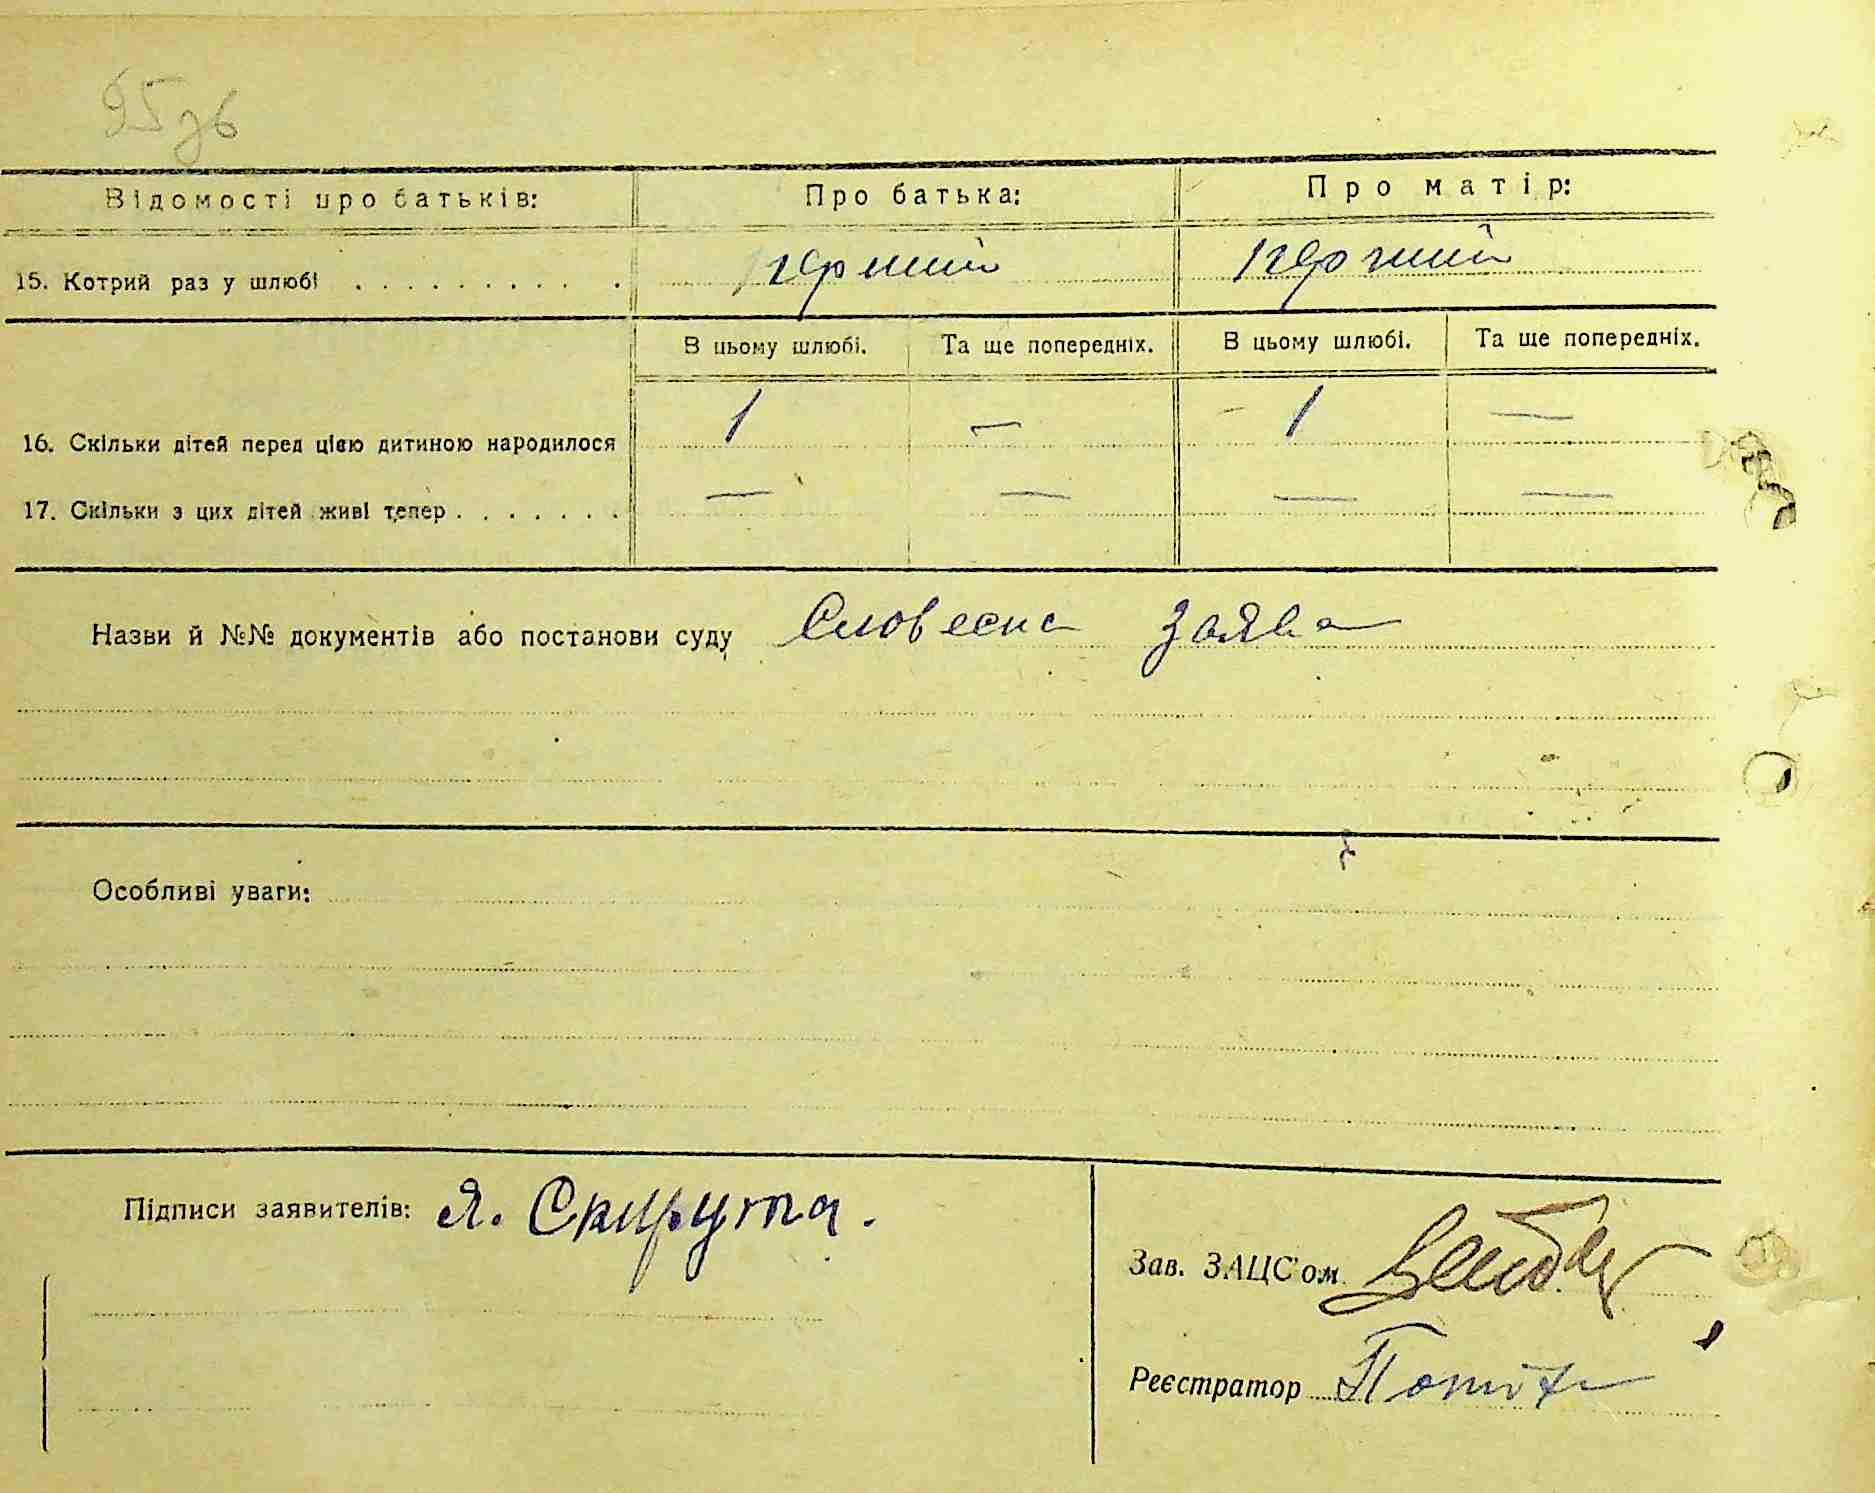 95 зв
Відомості про батьків: Про батька: Про матір:
15. Котрий раз у шлюбі . . . . . . . . . . перший перший
В цьому шлюбі. Та ще попередніх. В цьому шлюбі. Та ще попередніх.
16. Скільки дітей перед цією дитиною народилося 1 — 1 —
17. Скільки з цих дітей живі тепер . . . . . . . — — — —
Назви й №№ документів або постанови суду Словесна заява
Особливі уваги:
Підписи заявителів: Я. Скирута.
Зав. ЗАЦС'ом
Реєстратор